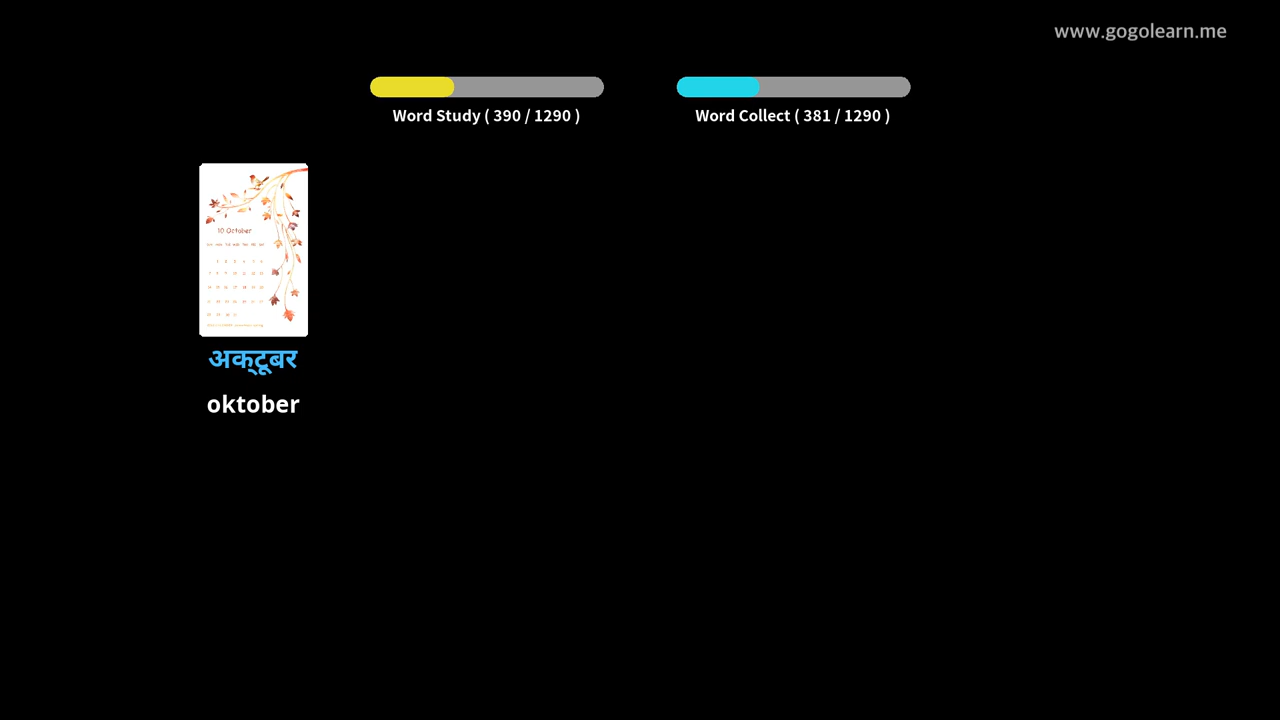 www.gogolearn.me
Word Study ( 390 / 1290 )
Word Collect ( 381 / 1290 )
10 October
अक्टूबर
oktober